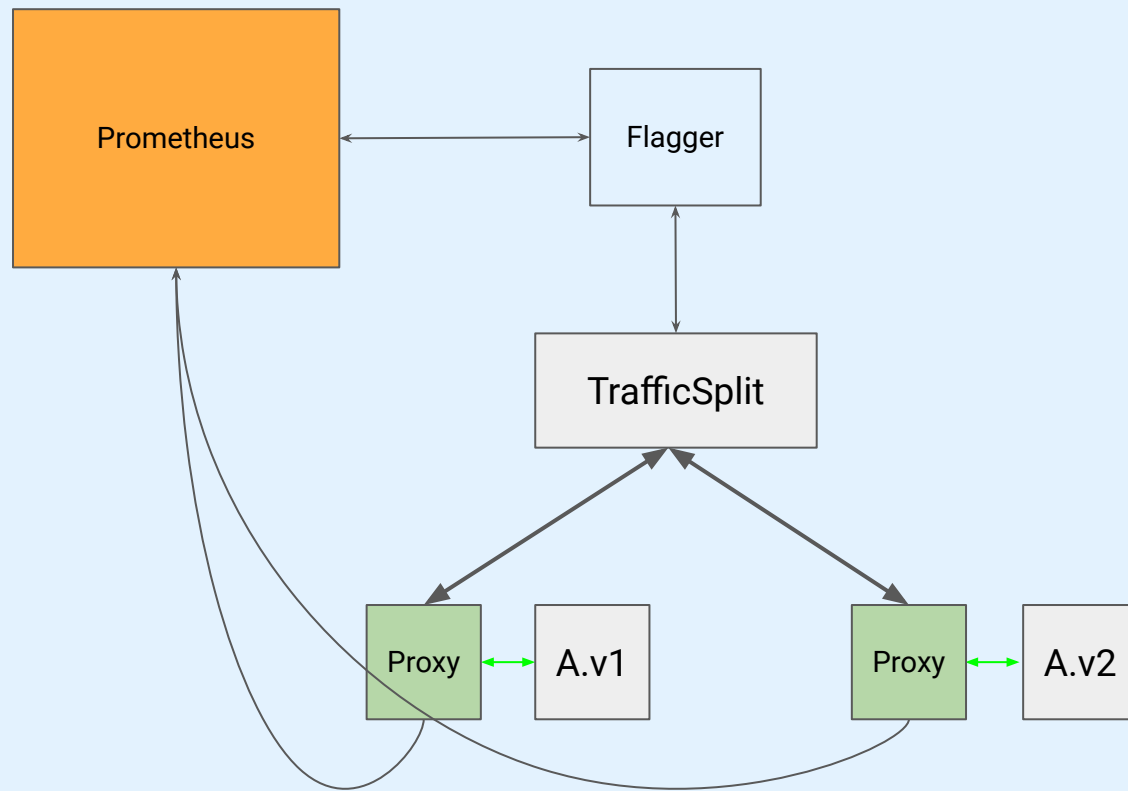 Prometheus
Flagger
TrafficSplit
Proxy
A.v1
Proxy
A.v2